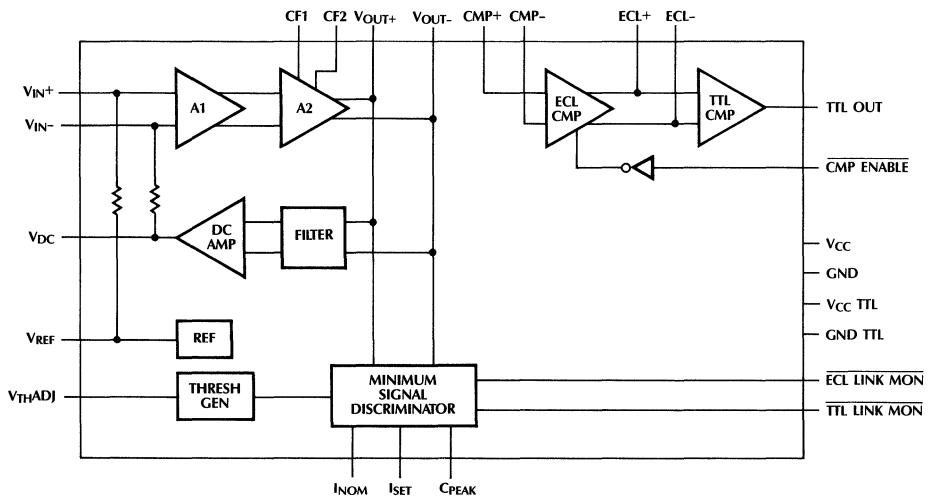 CF1 CF2 VOUT+ VOUT– CMP+ CMP– ECL+ ECL–
VIN+
VIN–
A1
A2
ECL
CMP
TTL
CMP
TTL OUT
CMP ENABLE
VDC
DC
AMP
FILTER
VCC
GND
VCC TTL
GND TTL
VREF
REF
VTHADJ
THRESH
GEN
MINIMUM
SIGNAL
DISCRIMINATOR
ECL LINK MON
TTL LINK MON
INOM ISET CPEAK